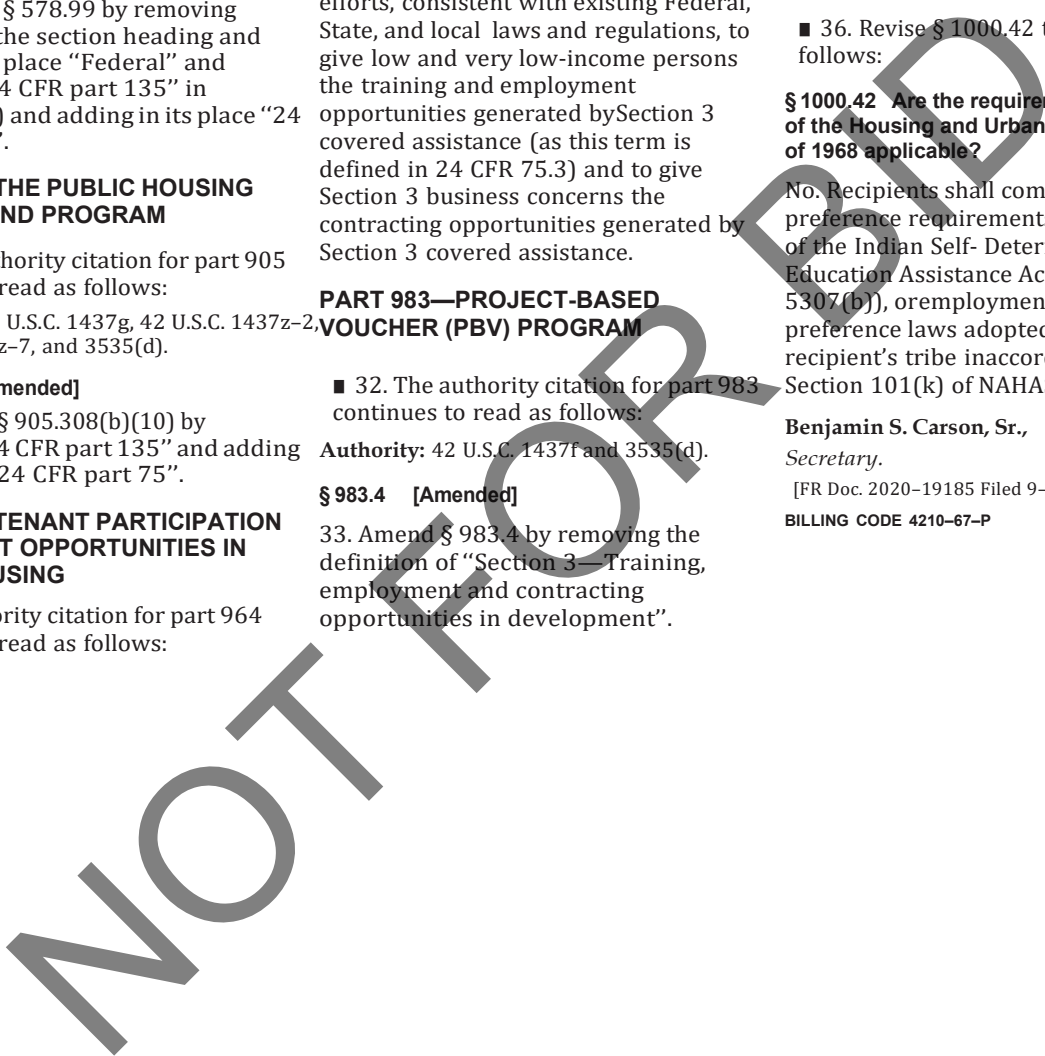 § 578.99 by removing
the section heading and
place ‘‘Federal’’ and
4 CFR part 135’’ in
) and adding in its place ‘‘24
’.
THE PUBLIC HOUSING
ND PROGRAM
hority citation for part 905
read as follows:
U.S.C. 1437g, 42 U.S.C. 1437z–2,
z–7, and 3535(d).
mended]
§ 905.308(b)(10) by
4 CFR part 135’’ and adding
24 CFR part 75’’.
TENANT PARTICIPATION
T OPPORTUNITIES IN
USING
ority citation for part 964
read as follows:
efforts, consistent with existing Federal,
State, and local laws and regulations, to
give low and very low-income persons
the training and employment
opportunities generated bySection 3
covered assistance (as this term is
defined in 24 CFR 75.3) and to give
Section 3 business concerns the
contracting opportunities generated by
Section 3 covered assistance.
PART 983—PROJECT-BASED
VOUCHER (PBV) PROGRAM
■ 32. The authority citation for part 983
continues to read as follows:
Authority: 42 U.S.C. 1437f and 3535(d).
§ 983.4 [Amended]
33. Amend § 983.4 by removing the
definition of ‘‘Section 3—Training,
employment and contracting
opportunities in development’’.
■ 36. Revise § 1000.42 t
follows:
§ 1000.42 Are the require
of the Housing and Urban
of 1968 applicable?
No. Recipients shall com
preference requirement
of the Indian Self- Deter
Education Assistance Ac
5307(b)), oremploymen
preference laws adopted
recipient’s tribe inaccor
Section 101(k) of NAHA
Benjamin S. Carson, Sr.,
Secretary.
[FR Doc. 2020–19185 Filed 9–
BILLING CODE 4210–67–P
NOT FOR BID